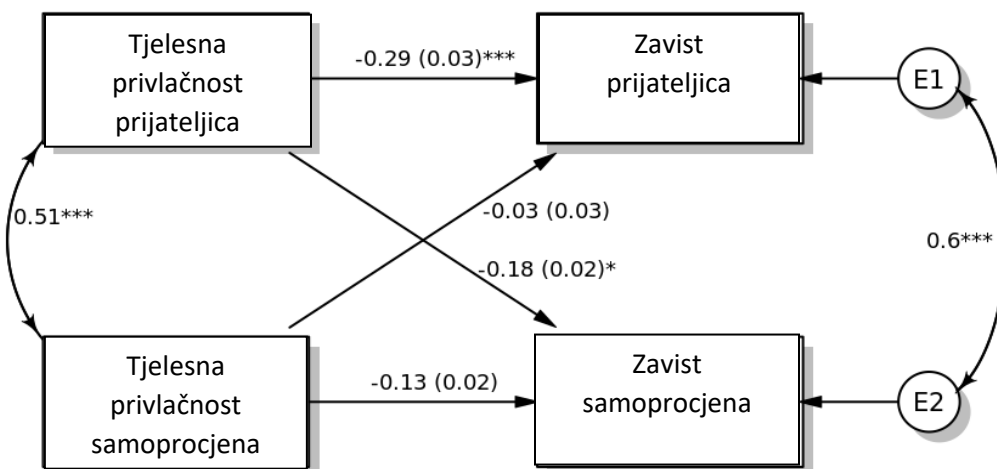 Tjelesna
privlačnost
prijateljica
-0.29 (0.03)***
Zavist
prijateljica
E1
0.51***
-0.03 (0.03)
-0.18 (0.02)*
0.6***
Tjelesna
privlačnost
samoprocjena
-0.13 (0.02)
Zavist
samoprocjena
E2